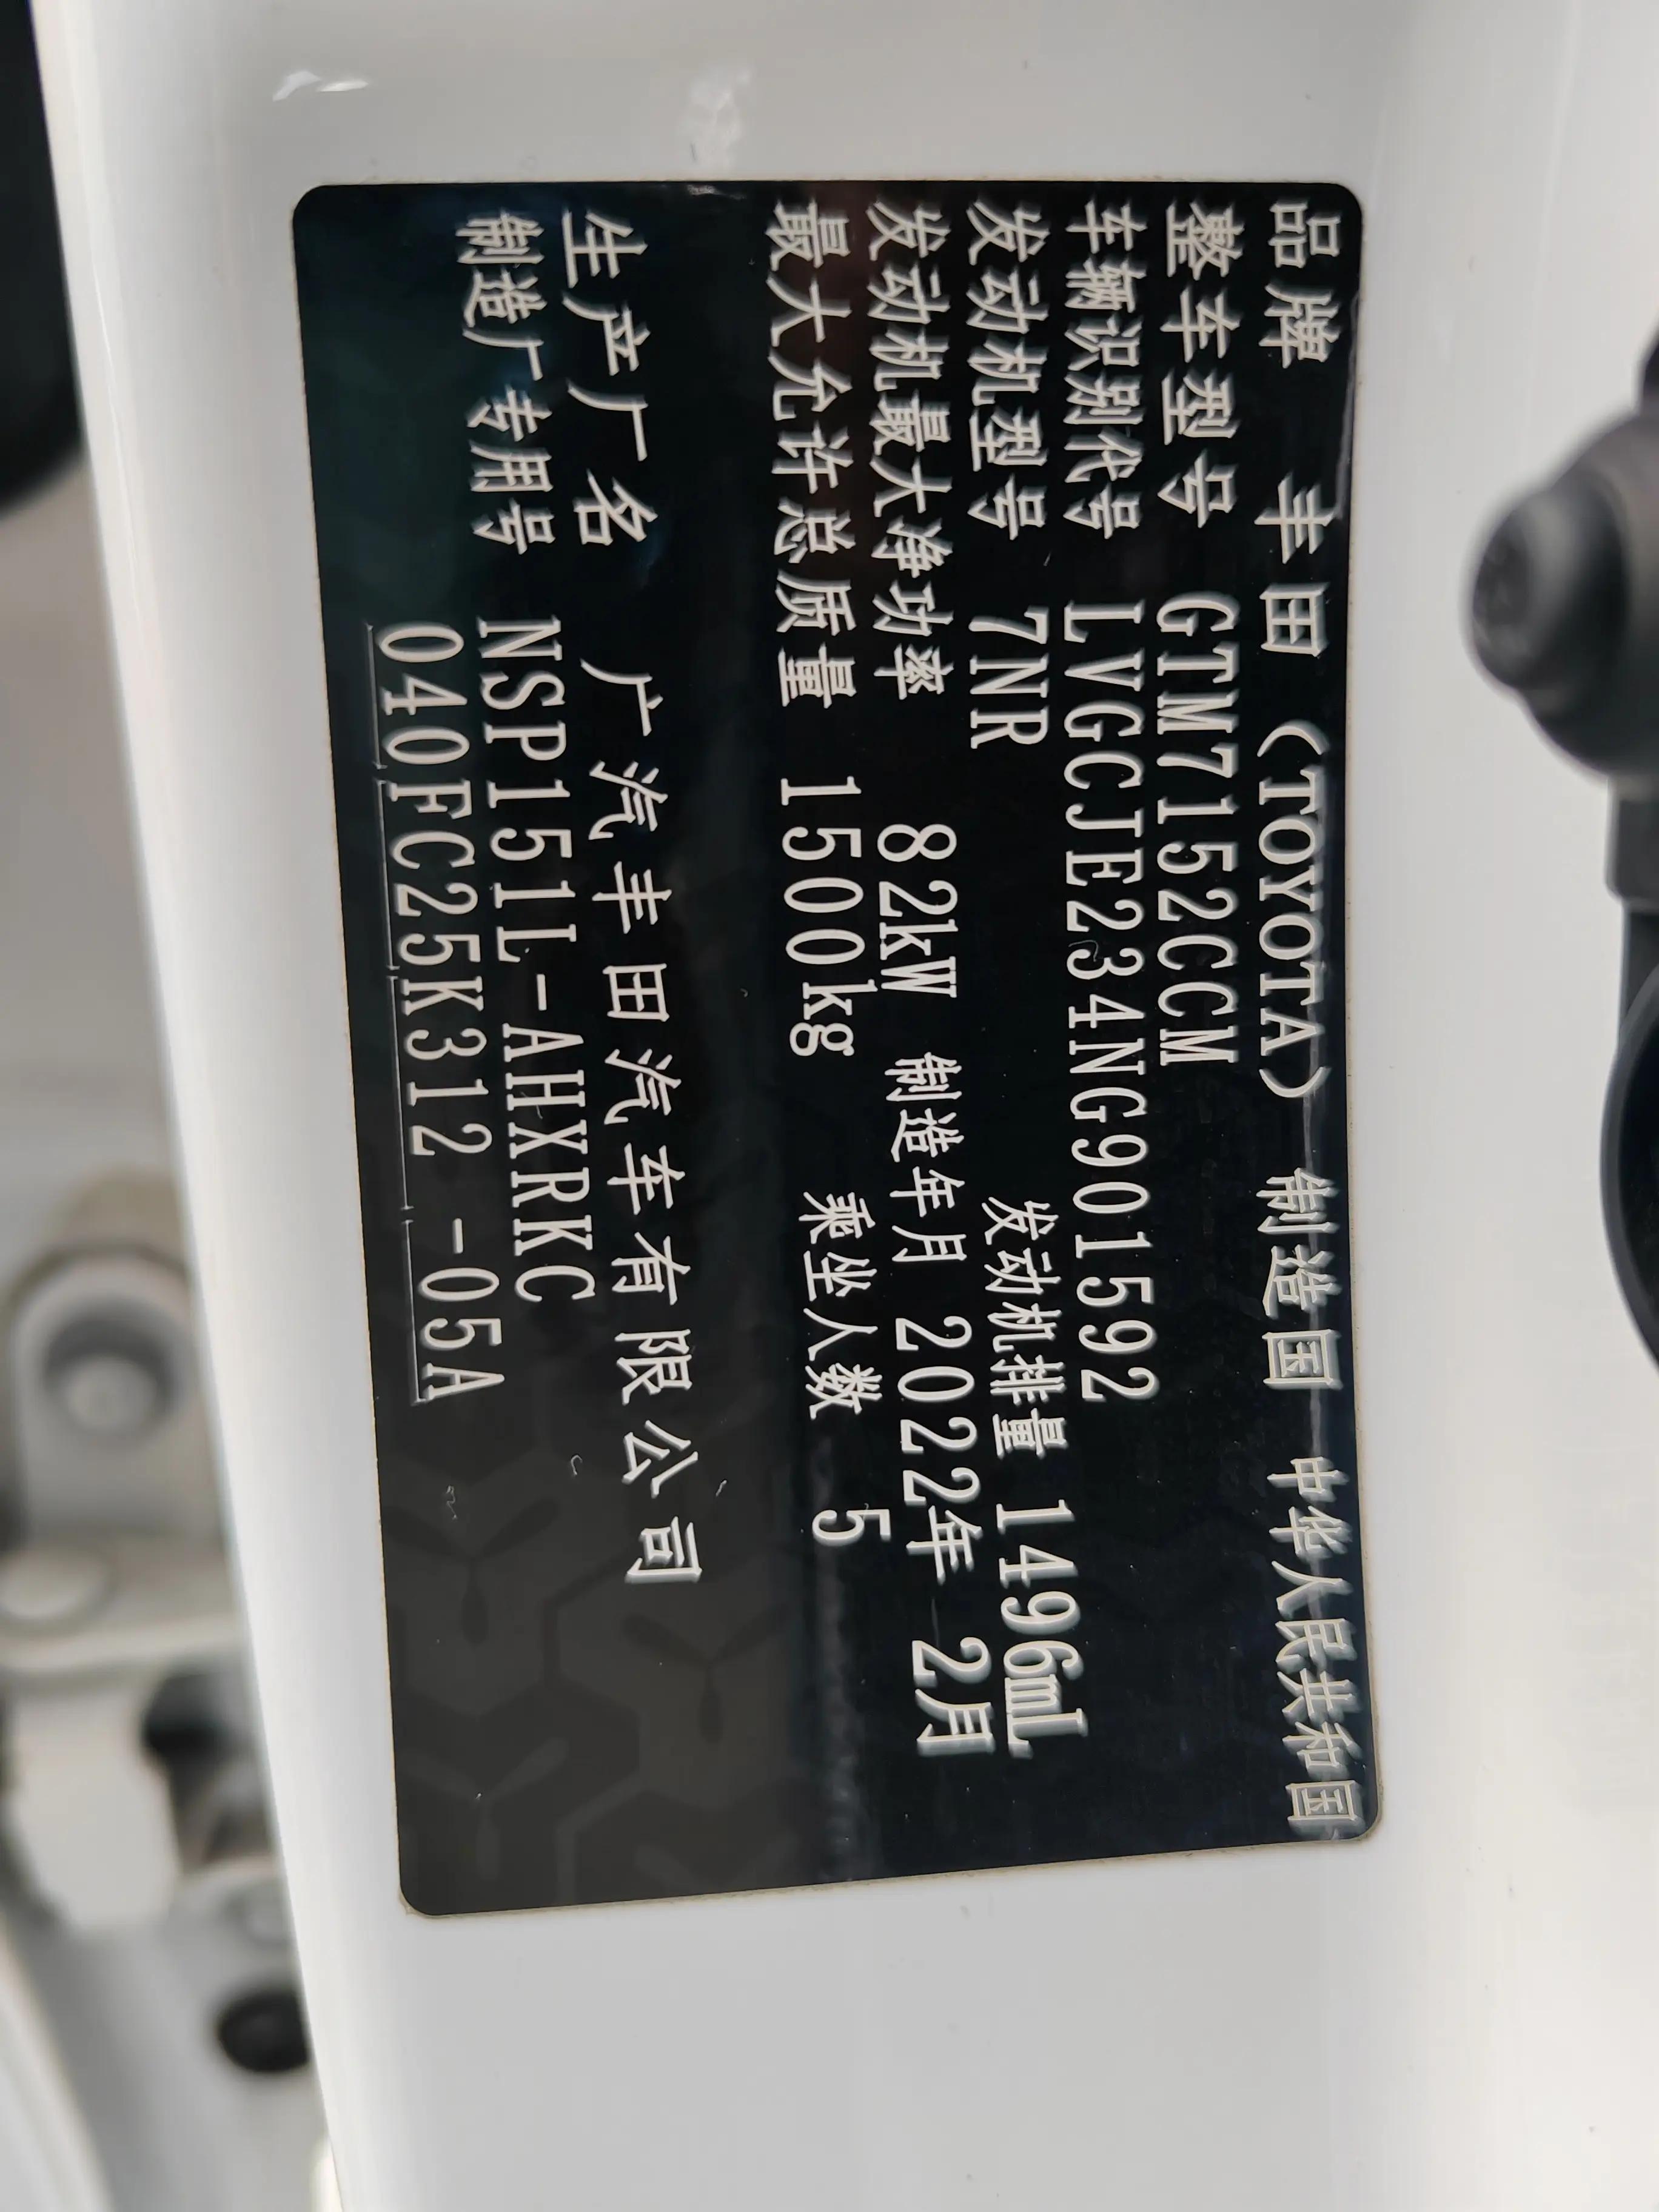 品牌 丰田 (TOYOTA) 制造国 中华人民共和国
整车型号 GTM7152CCM
车辆识别代号 LVGCJE234NG901592
发动机型号 7NR 发动机排量 1496mL
发动机最大净功率 82kW 制造年月 2022年 2月
最大允许总质量 1500kg 乘坐人数 5
生产厂名 广汽丰田汽车有限公司
制造厂专用号 NSP151L-AHXRKC
040FC25K312 -05A